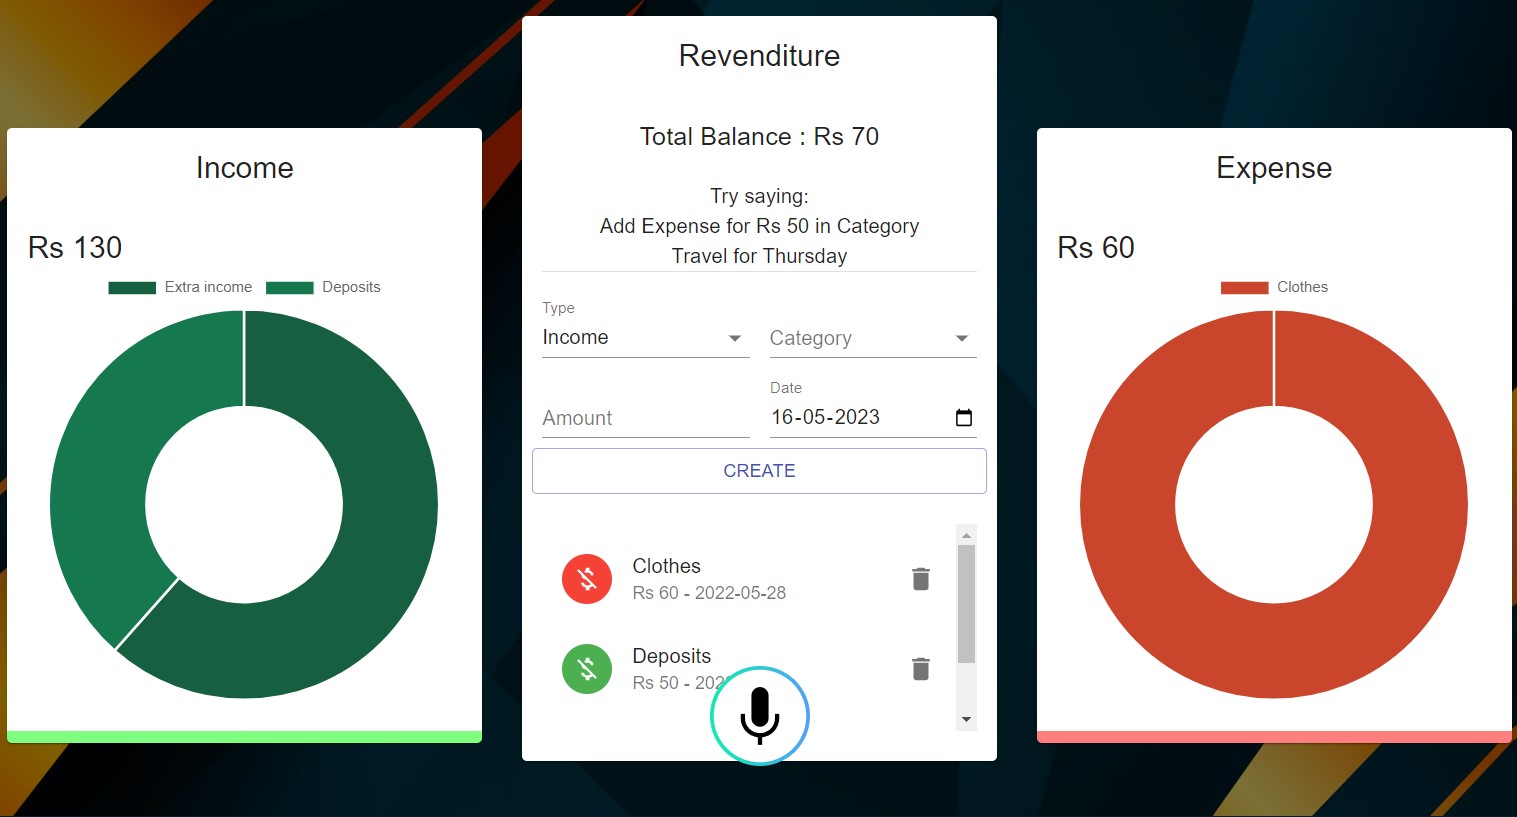 Income
Rs 130
Extra income
Deposits
Revenditure
Total Balance : Rs 70
Try saying:
Add Expense for Rs 50 in Category
Travel for Thursday
Type
Income
Category
Amount
Date
16-05-2023
CREATE
Clothes
Rs 60 - 2022-05-28
Deposits
Rs 50 -
Expense
Rs 60
Clothes